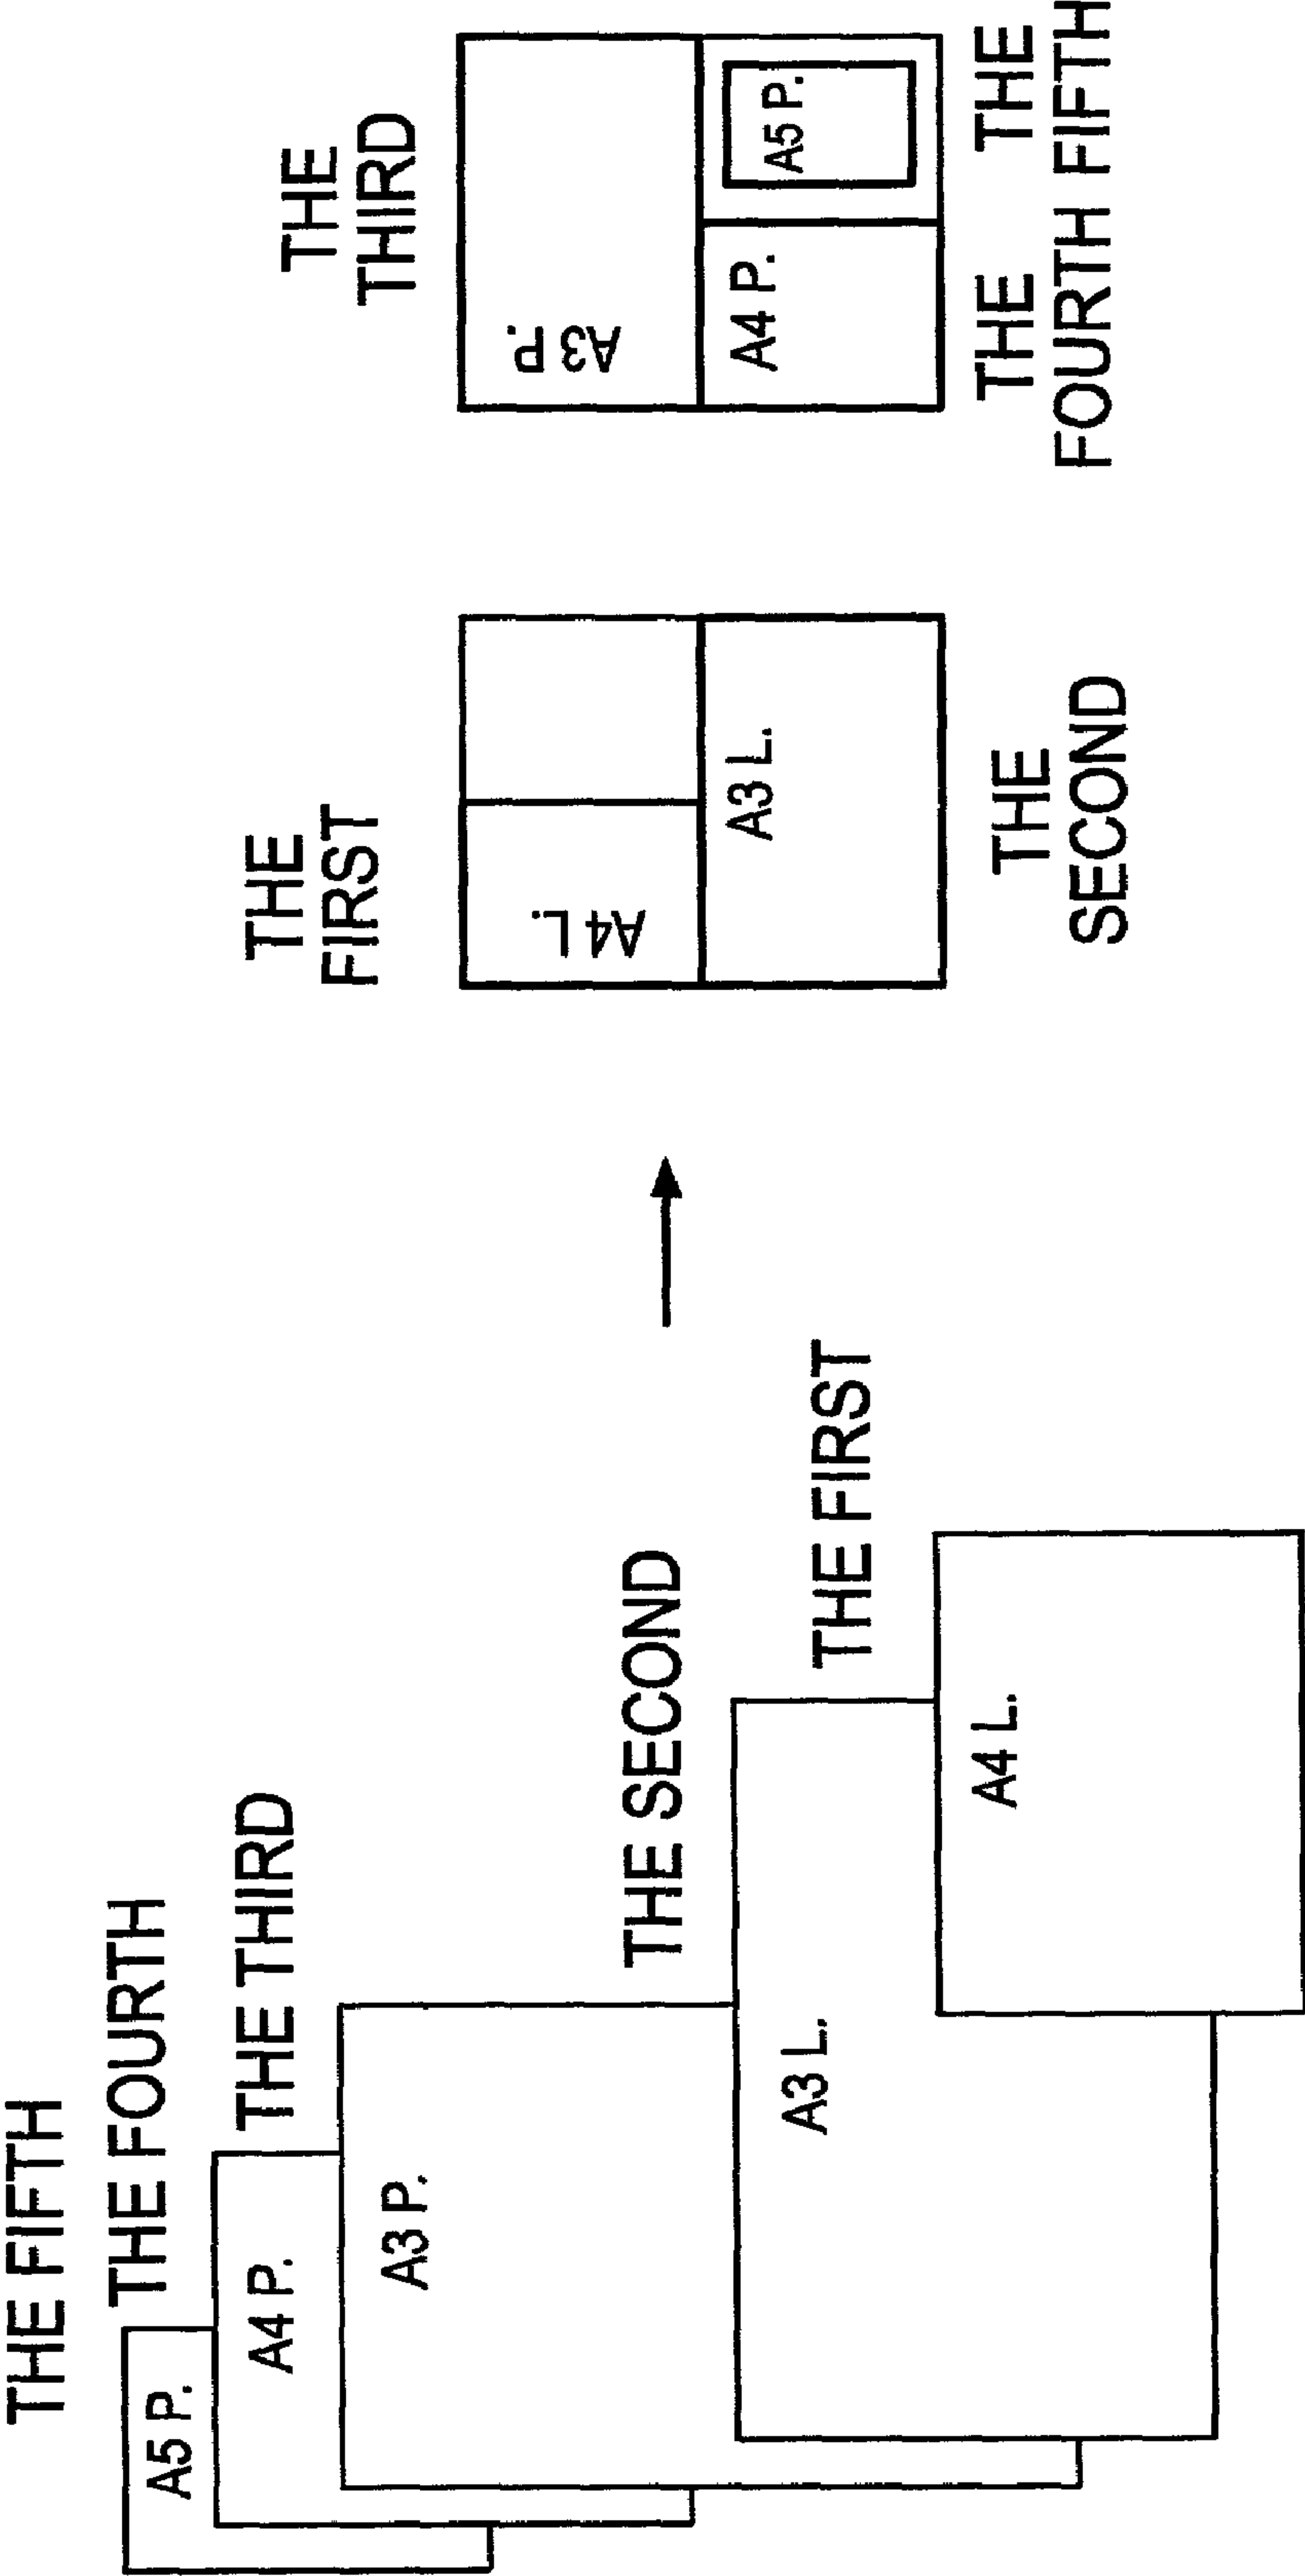 THE FIFTH
THE FOURTH
A5 P.
THE THIRD
A4 P.
A3 P.
THE SECOND
A3 L.
THE FIRST
A4 L.
THE
FIRST
A4 L.
A3 L.
THE
SECOND
THE
THIRD
A3 P.
A4 P.
A5 P.
THE THE
FOURTH FIFTH